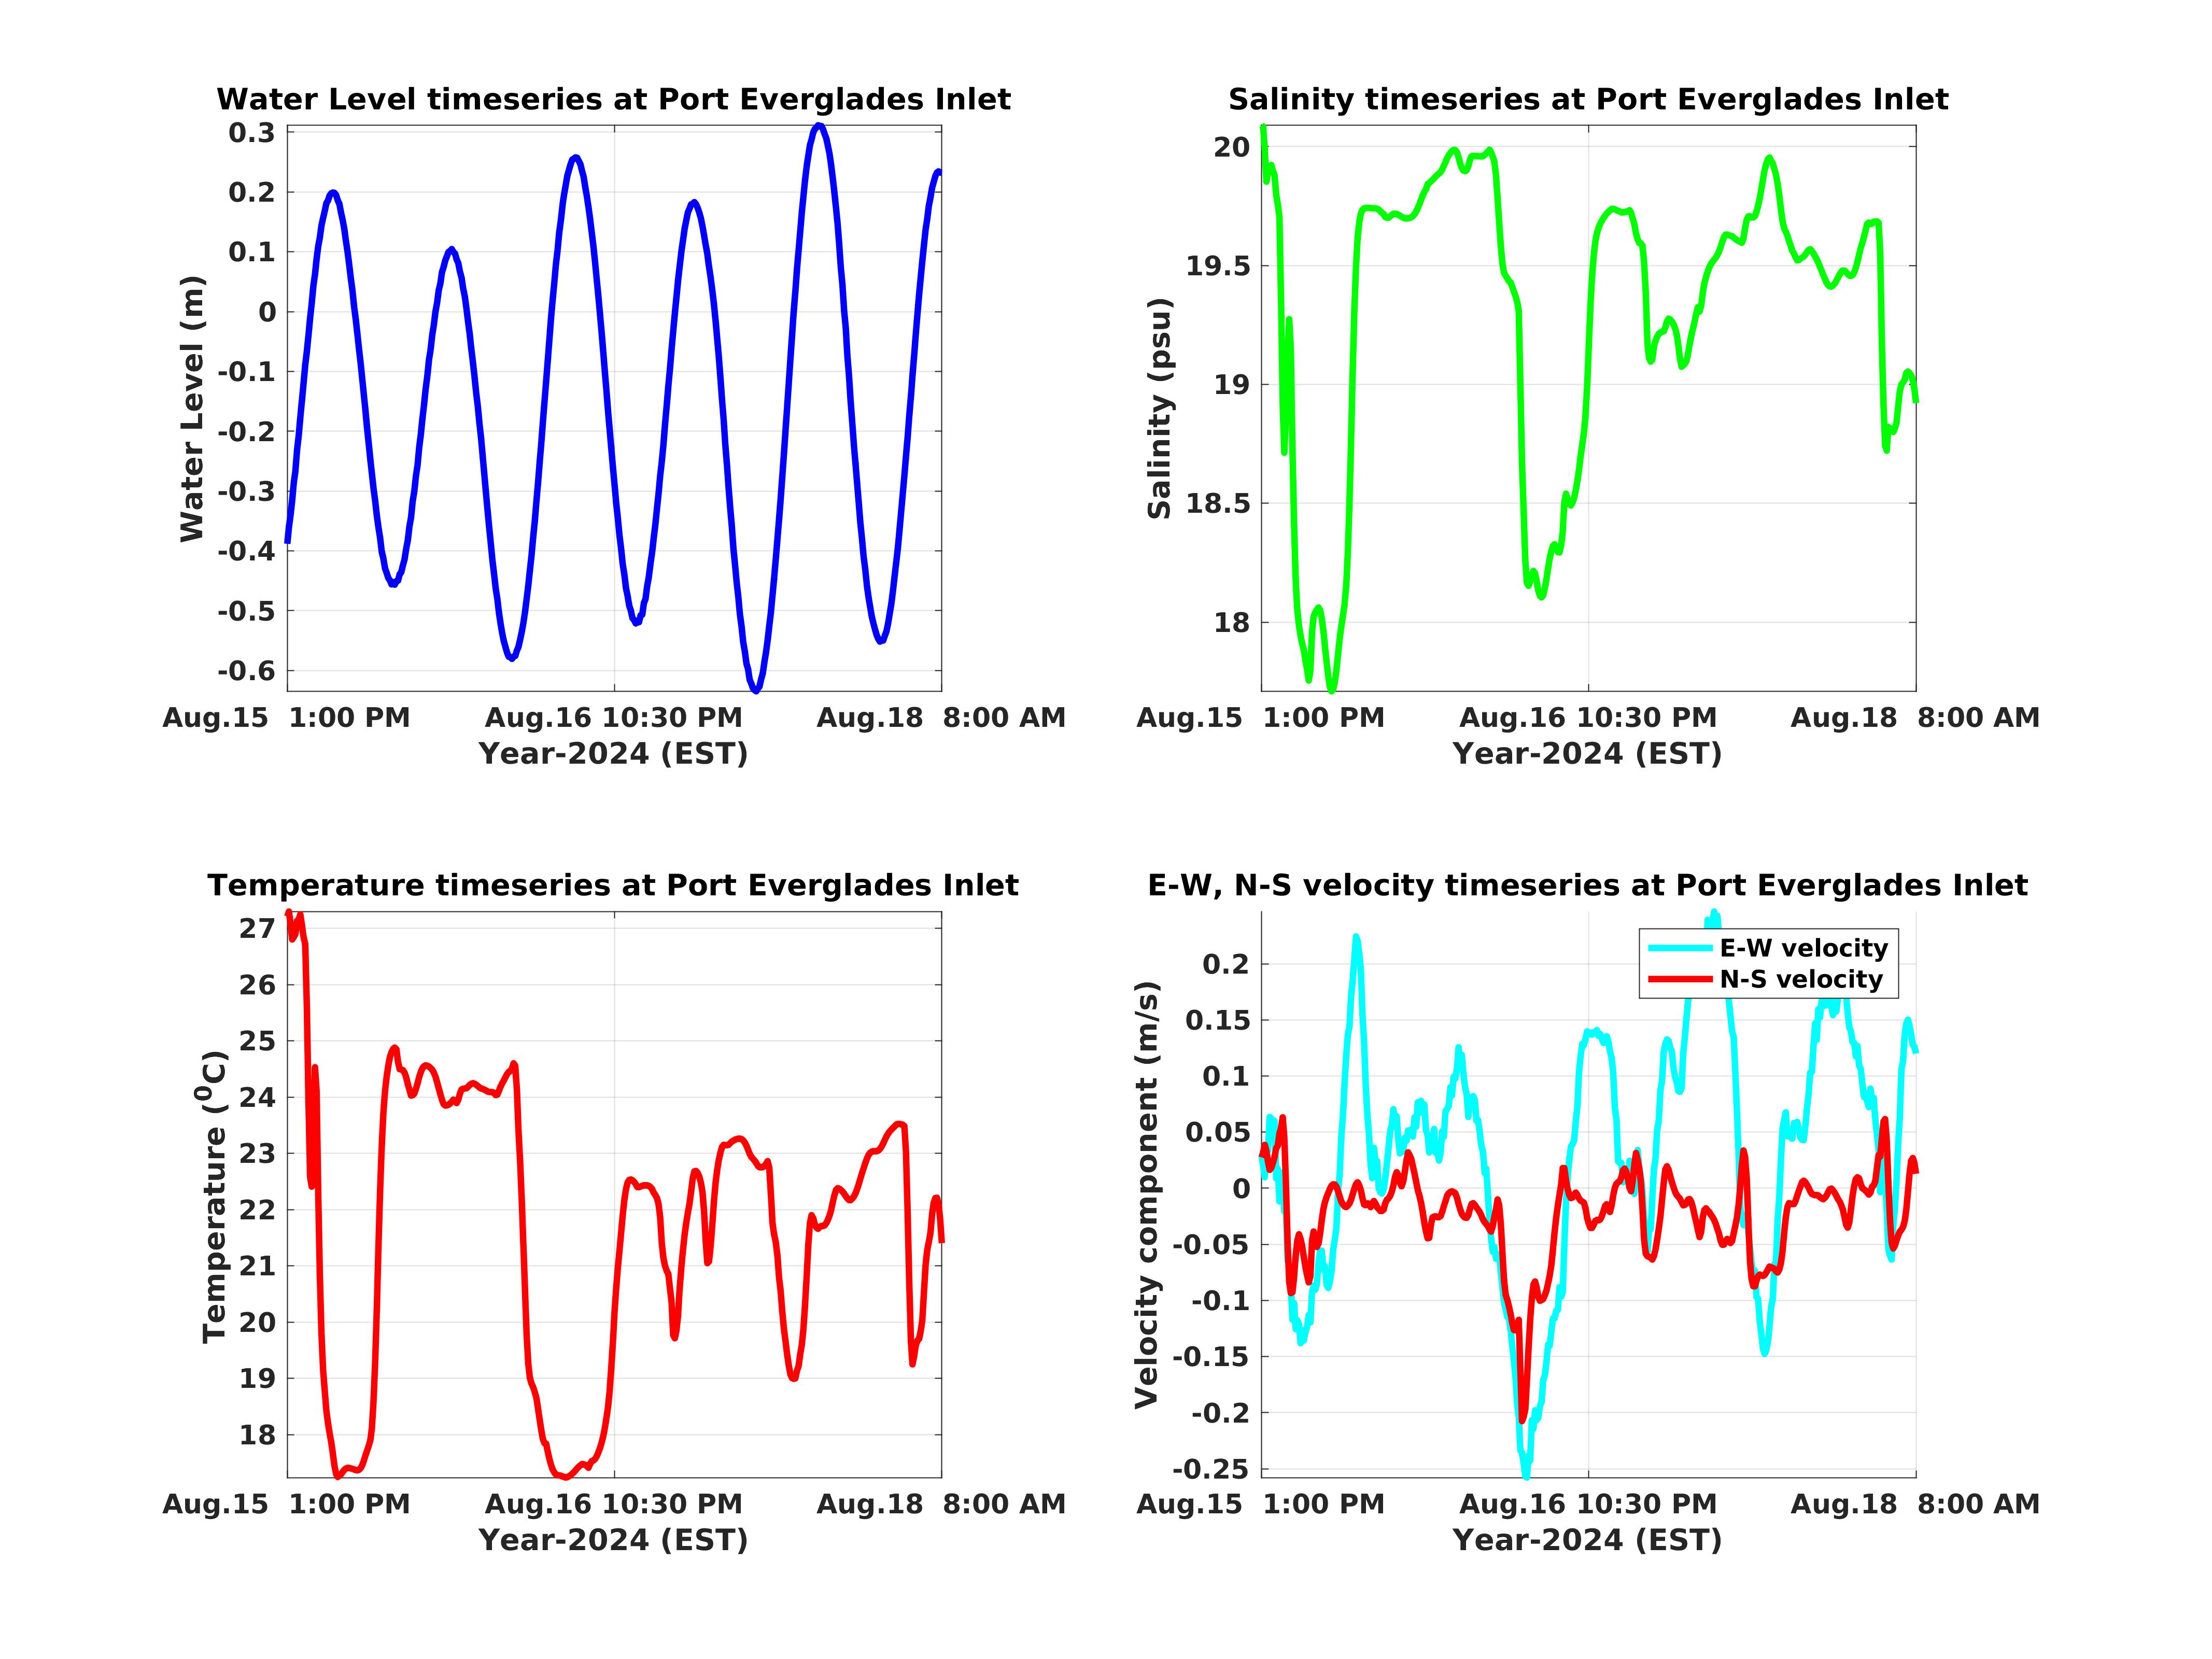 Water Level timeseries at Port Everglades Inlet
Water Level (m)
0.3
0.2
0.1
0
-0.1
-0.2
-0.3
-0.4
-0.5
-0.6
Aug.15 1:00 PM Aug.16 10:30 PM Aug.18 8:00 AM
Year-2024 (EST)
Salinity timeseries at Port Everglades Inlet
Salinity (psu)
20
19.5
19
18.5
18
Aug.15 1:00 PM Aug.16 10:30 PM Aug.18 8:00 AM
Year-2024 (EST)
Temperature timeseries at Port Everglades Inlet
Temperature (⁰C)
27
26
25
24
23
22
21
20
19
18
Aug.15 1:00 PM Aug.16 10:30 PM Aug.18 8:00 AM
Year-2024 (EST)
E-W, N-S velocity timeseries at Port Everglades Inlet
Velocity component (m/s)
0.2
0.15
0.1
0.05
0
-0.05
-0.1
-0.15
-0.2
-0.25
E-W velocity
N-S velocity
Aug.15 1:00 PM Aug.16 10:30 PM Aug.18 8:00 AM
Year-2024 (EST)